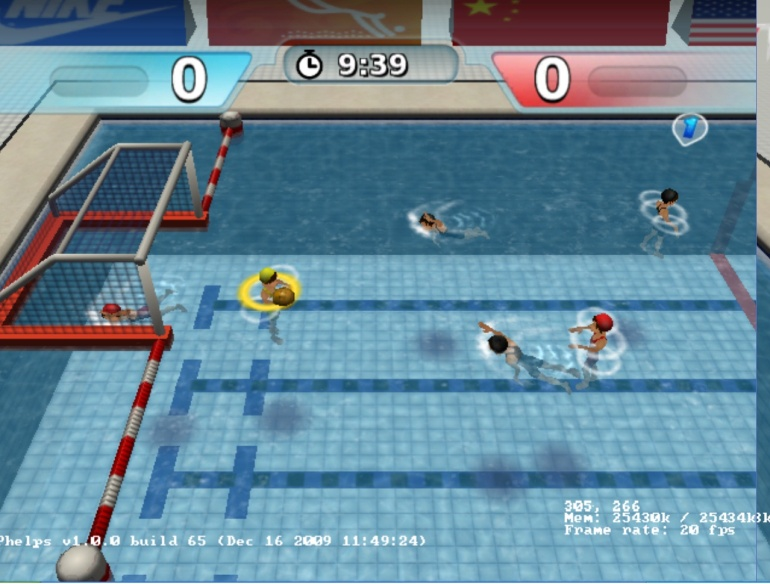 NIKE
0 9:39 0
1
305, 266
Mem: 25430k / 25434k
Frame rate: 20 fps
Phelps v1.0.0 build 65 (Dec 16 2009 11:49:24)